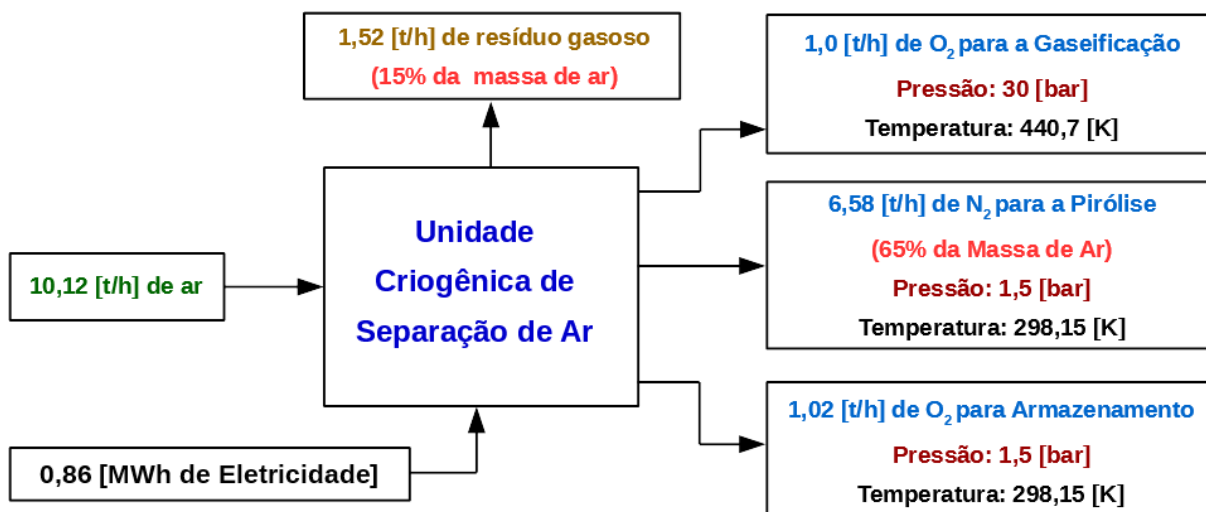 1,52 [t/h] de resíduo gasoso
(15% da massa de ar)
1,0 [t/h] de O2 para a Gaseificação
Pressão: 30 [bar]
Temperatura: 440,7 [K]
Unidade
Criogênica de
Separação de Ar
6,58 [t/h] de N2 para a Pirólise
(65% da Massa de Ar)
Pressão: 1,5 [bar]
Temperatura: 298,15 [K]
10,12 [t/h] de ar
1,02 [t/h] de O2 para Armazenamento
Pressão: 1,5 [bar]
Temperatura: 298,15 [K]
0,86 [MWh de Eletricidade]